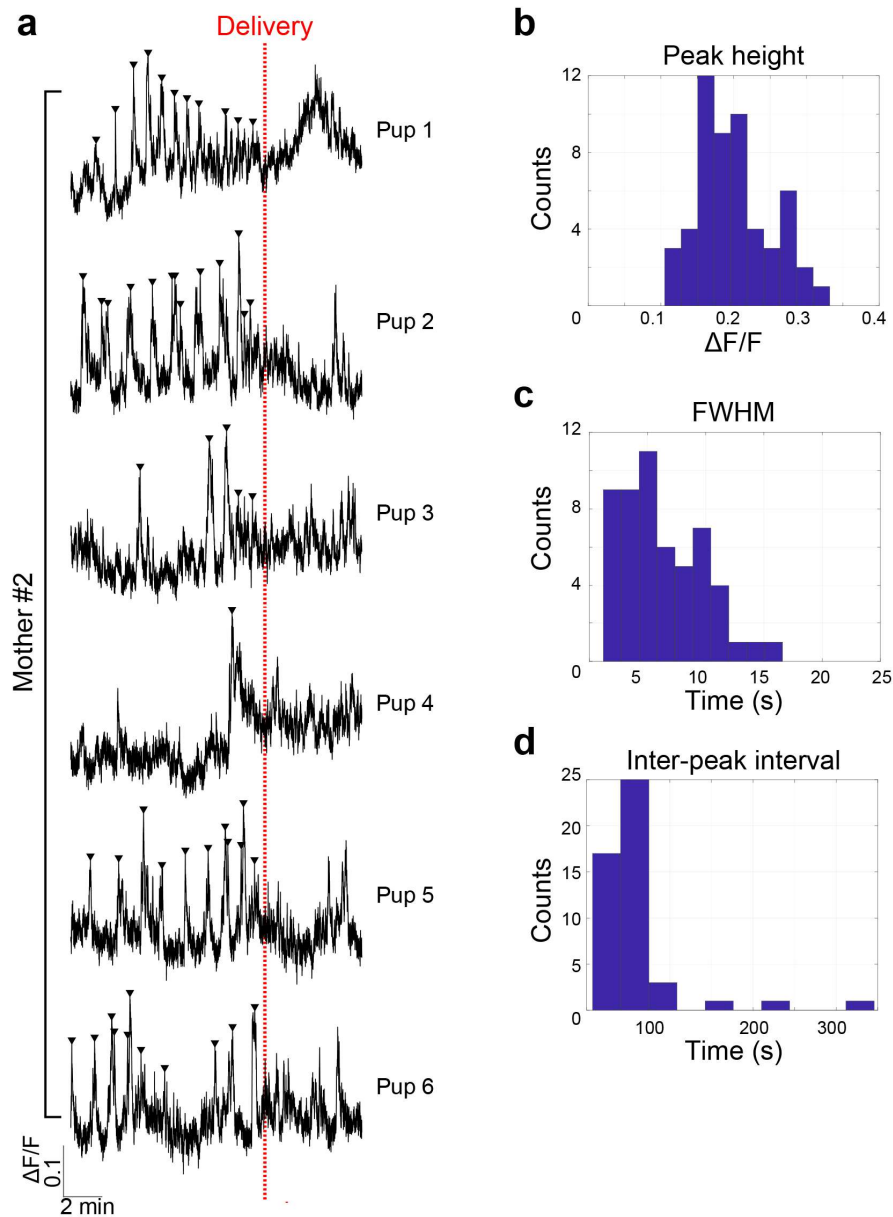 a
Delivery
Mother #2
Pup 1
Pup 2
Pup 3
Pup 4
Pup 5
Pup 6
ΔF/F
0.1
2 min
b
Peak height
Counts
12
8
4
0
0.1
0.2
0.3
0.4
ΔF/F
c
FWHM
Counts
12
8
4
0
5
10
15
20
25
Time (s)
d
Inter-peak interval
Counts
25
20
15
10
5
0
100
200
300
Time (s)